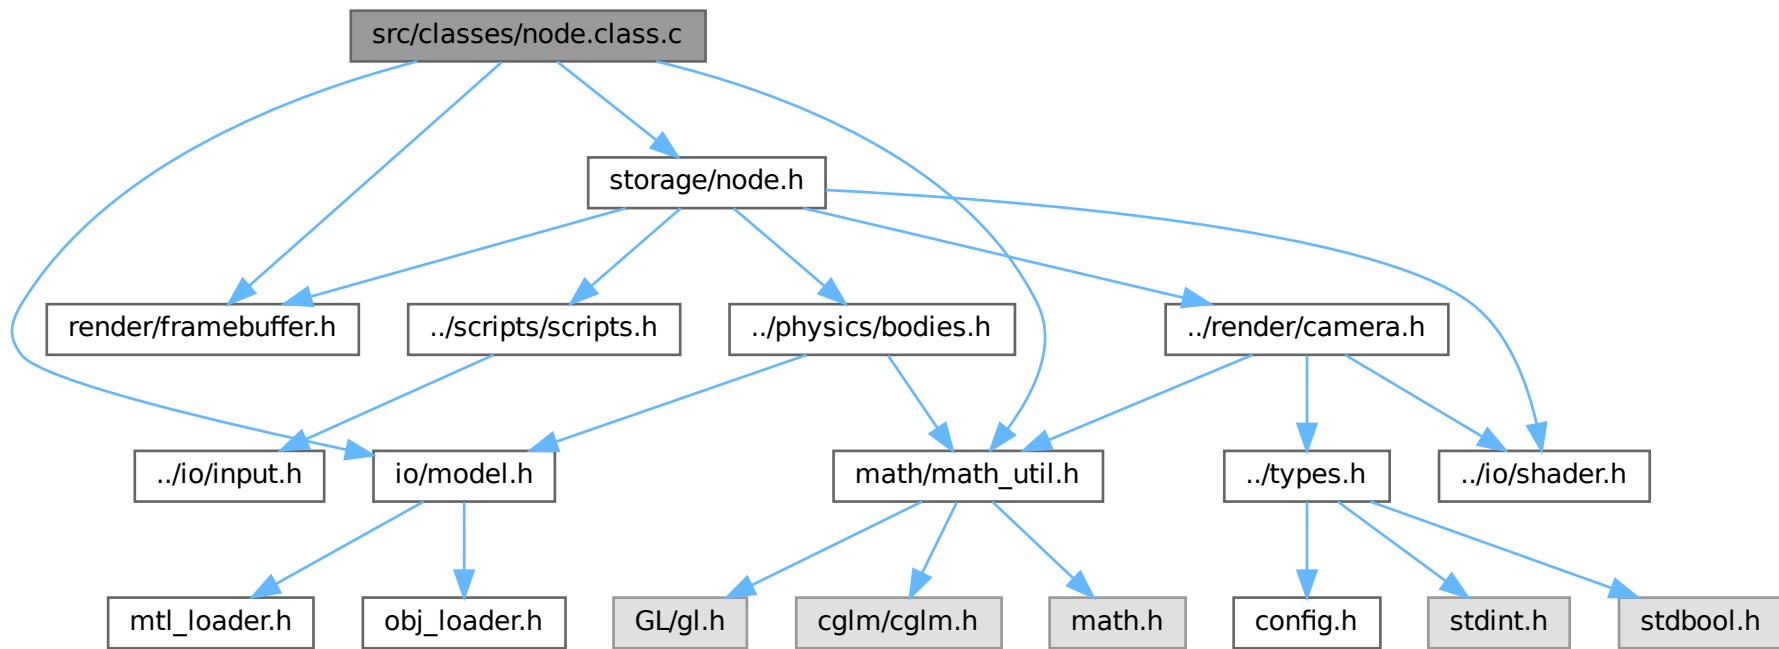 src/classes/node.class.c
storage/node.h
render/framebuffer.h
../scripts/scripts.h
../physics/bodies.h
../render/camera.h
../io/input.h
io/model.h
math/math_util.h
../types.h
../io/shader.h
mtl_loader.h
obj_loader.h
GL/gl.h
cglm/cglm.h
math.h
config.h
stdint.h
stdbool.h